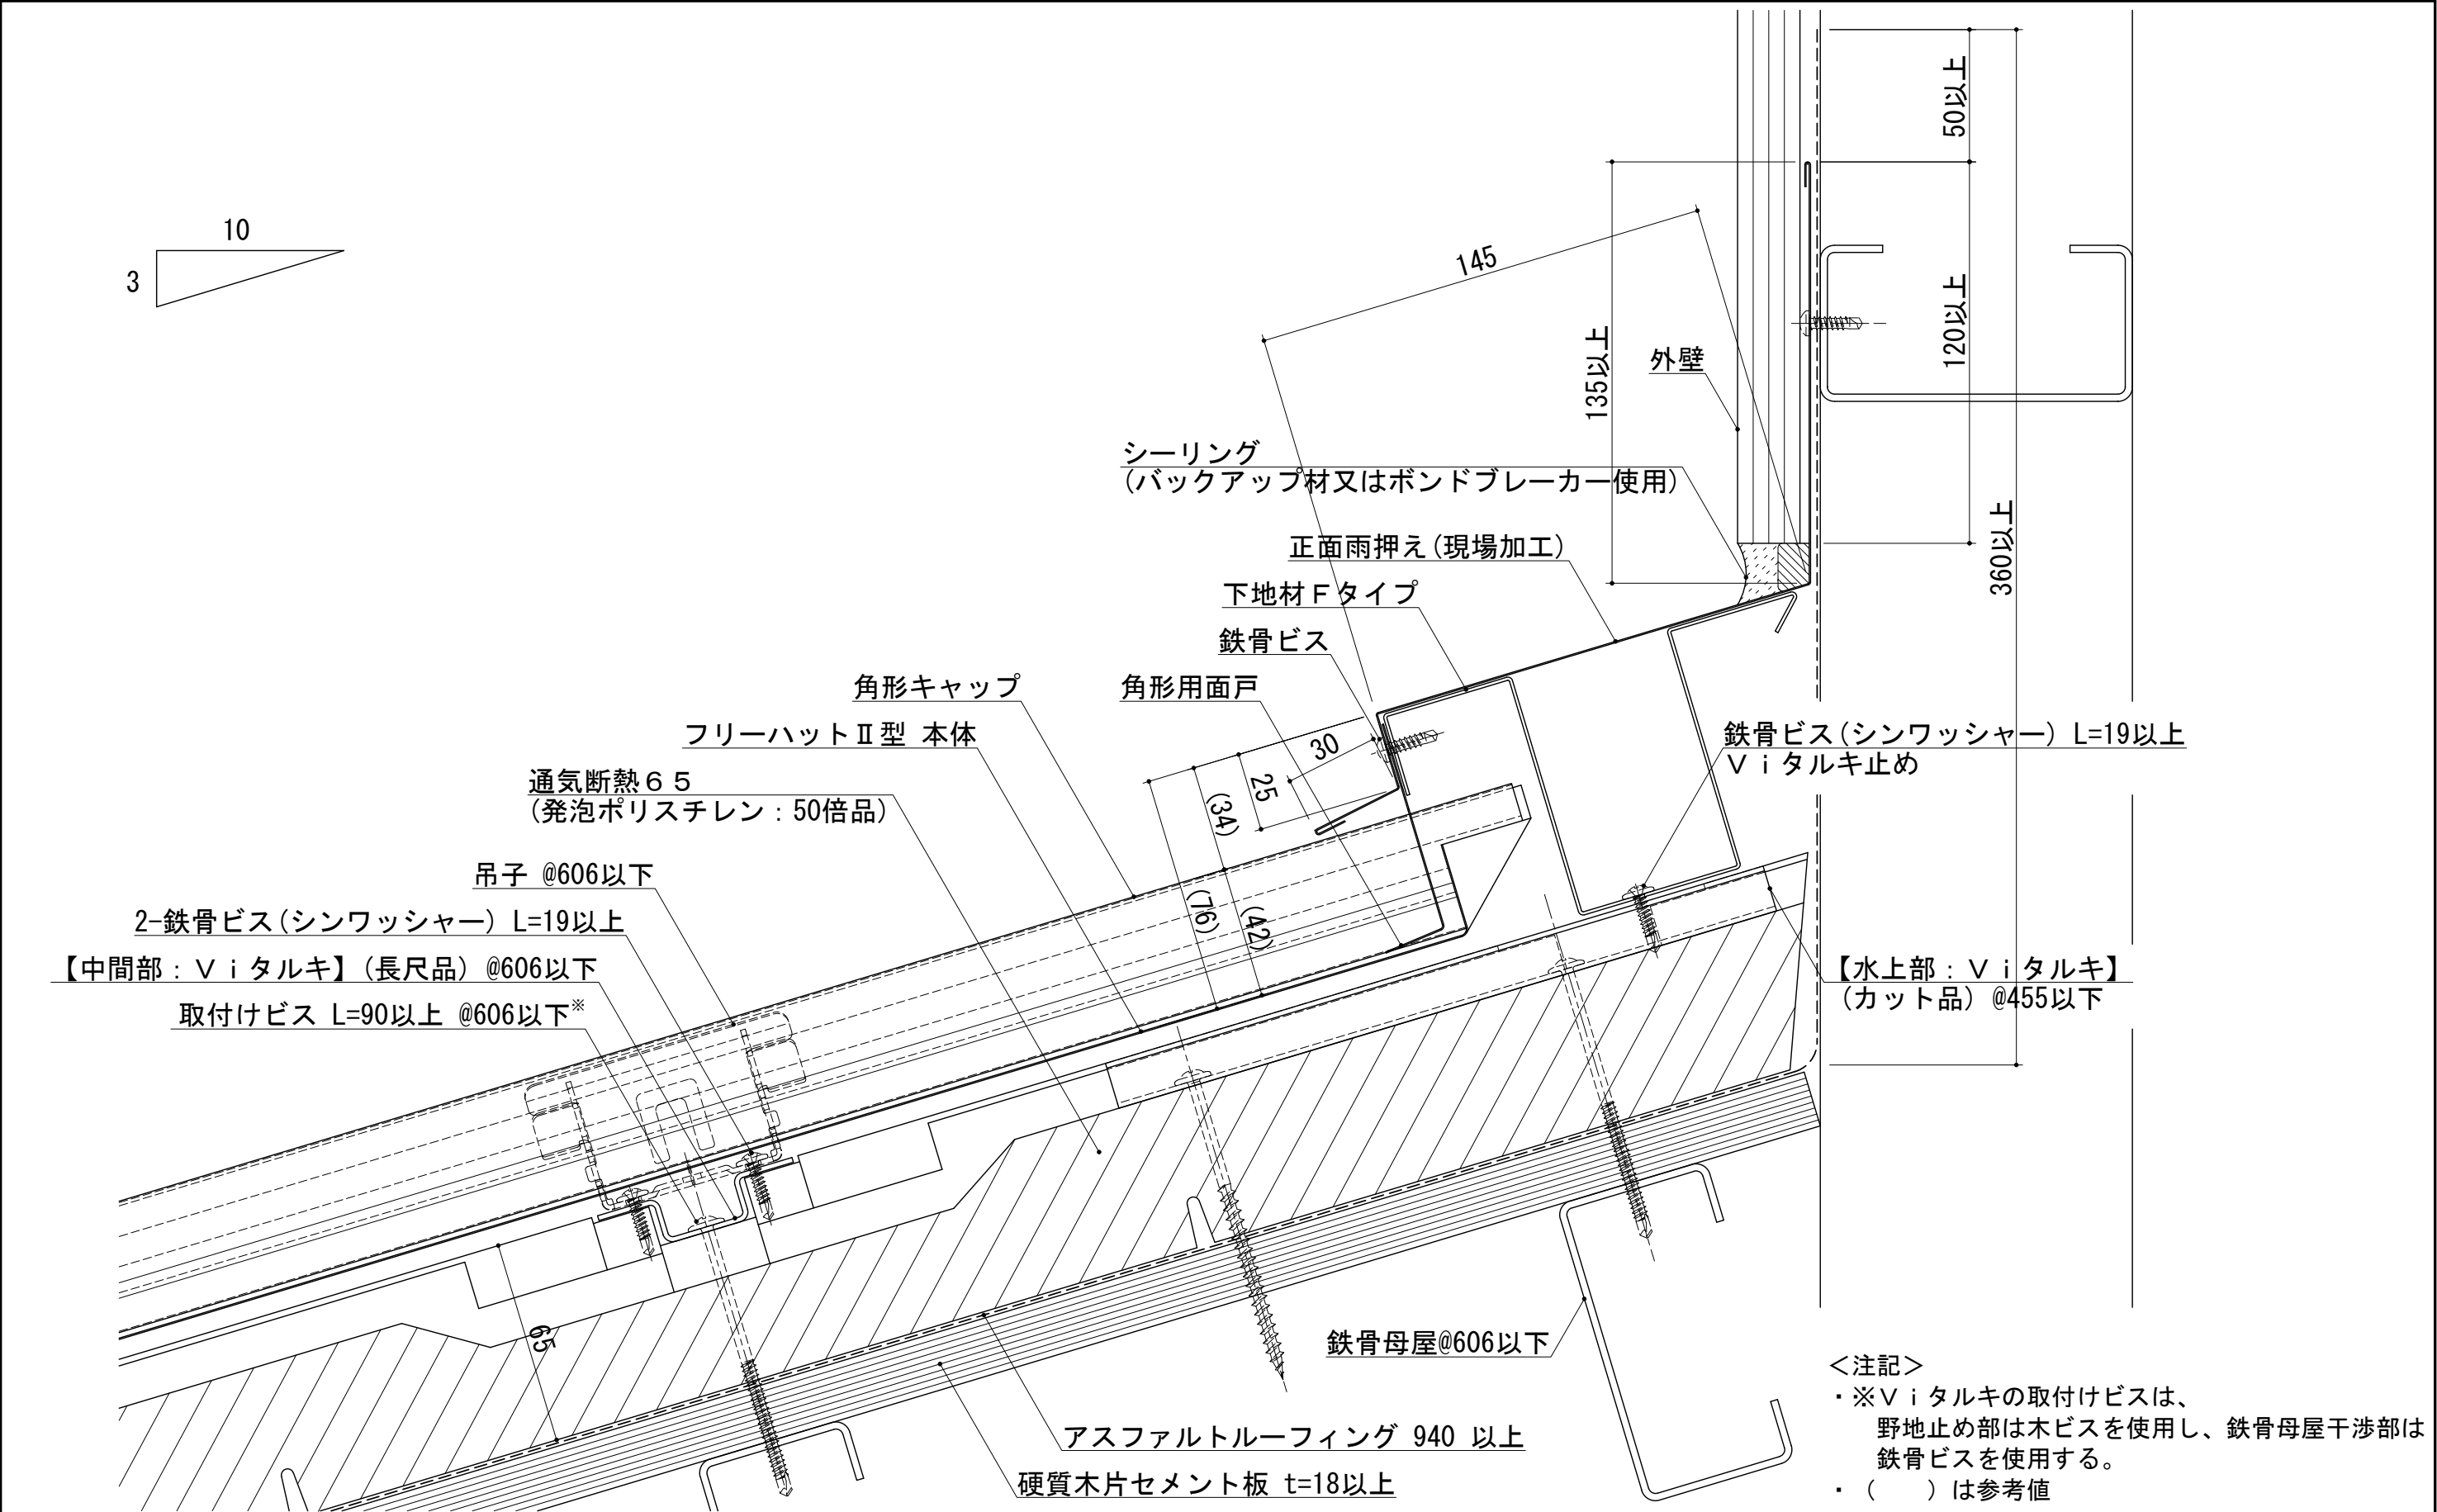 10
3
50以上
120以上
360以上
135以上
145
外壁
シーリング
(バックアップ材又はボンドブレーカー使用)
正面雨押え(現場加工)
下地材Fタイプ
鉄骨ビス
角形キャップ
角形用面戸
フリーハットⅡ型 本体
30
25
(34)
(76)
(42)
鉄骨ビス(シンワッシャー) L=19以上
Viタルキ止め
通気断熱65
(発泡ポリスチレン:50倍品)
吊子 @606以下
2-鉄骨ビス(シンワッシャー) L=19以上
【中間部:Viタルキ】(長尺品) @606以下
取付けビス L=90以上 @606以下※
【水上部:Viタルキ】
(カット品) @455以下
65
鉄骨母屋@606以下
アスファルトルーフィング 940 以上
硬質木片セメント板 t=18以上
<注記>
・※Viタルキの取付けビスは、
野地止め部は木ビスを使用し、鉄骨母屋干渉部は
鉄骨ビスを使用する。
・( )は参考値